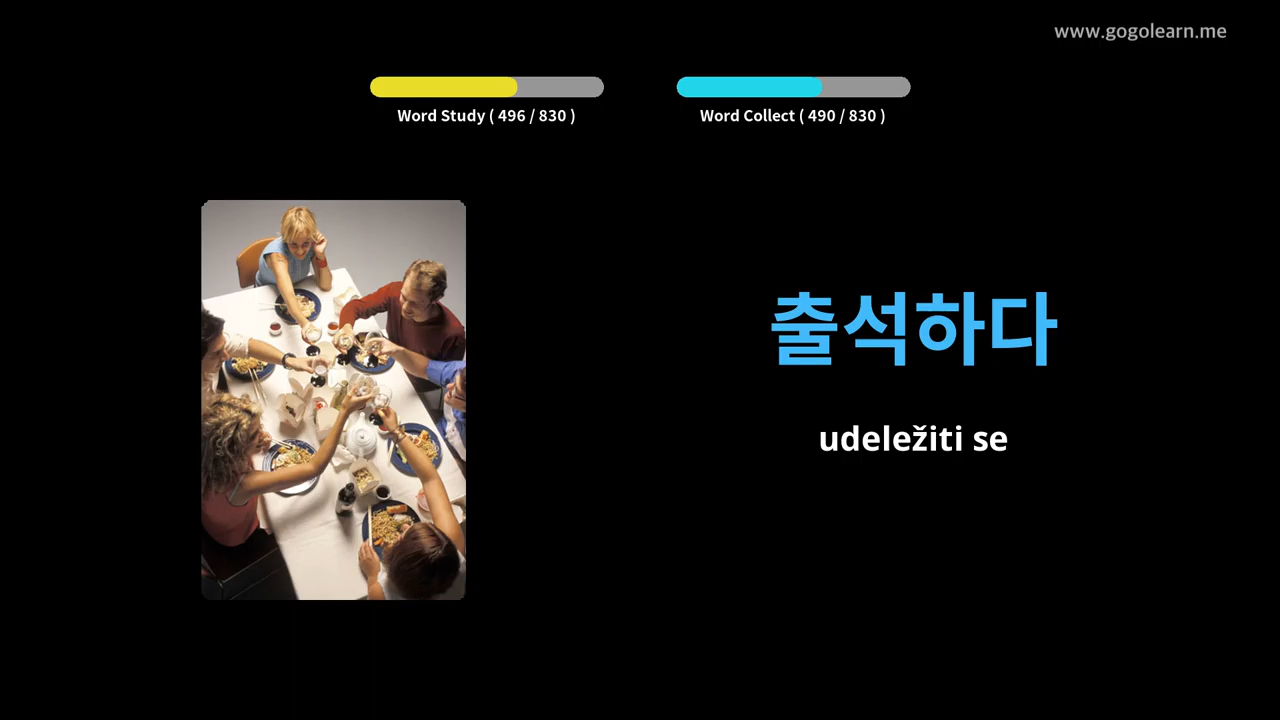 www.gogolearn.me
Word Study ( 496 / 830 )
Word Collect ( 490 / 830 )
출석하다
udeležiti se